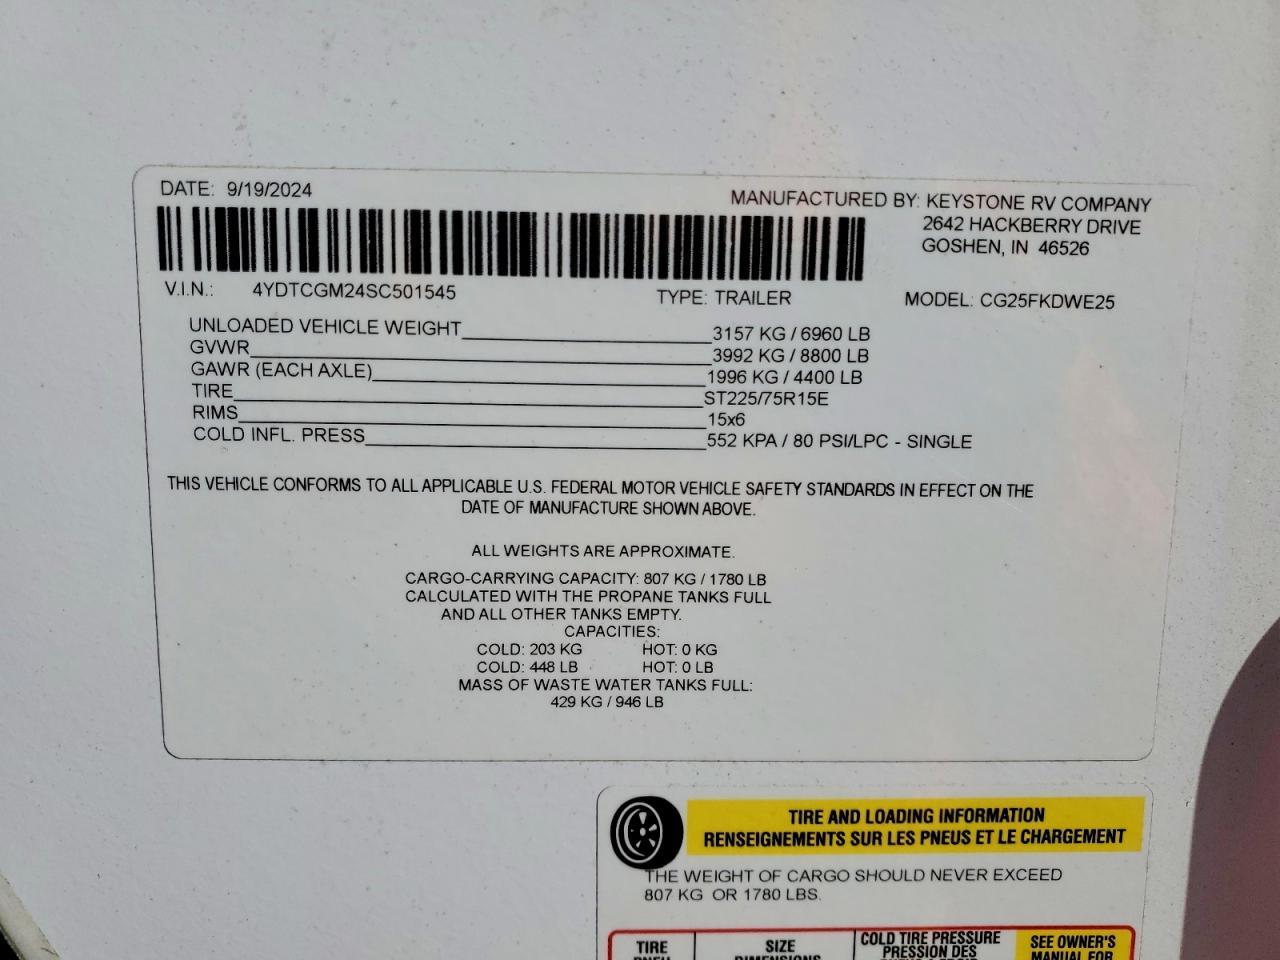 DATE: 9/19/2024
MANUFACTURED BY: KEYSTONE RV COMPANY
2642 HACKBERRY DRIVE
GOSHEN, IN 46526
V.I.N.: 4YDTCGM24SC501545 TYPE: TRAILER MODEL: CG25FKDWE25
UNLOADED VEHICLE WEIGHT 3157 KG / 6960 LB
GVWR 3992 KG / 8800 LB
GAWR (EACH AXLE) 1996 KG / 4400 LB
TIRE ST225/75R15E
RIMS 15x6
COLD INFL. PRESS 552 KPA / 80 PSI/LPC - SINGLE
THIS VEHICLE CONFORMS TO ALL APPLICABLE U.S. FEDERAL MOTOR VEHICLE SAFETY STANDARDS IN EFFECT ON THE
DATE OF MANUFACTURE SHOWN ABOVE.
ALL WEIGHTS ARE APPROXIMATE.
CARGO-CARRYING CAPACITY: 807 KG / 1780 LB
CALCULATED WITH THE PROPANE TANKS FULL
AND ALL OTHER TANKS EMPTY.
CAPACITIES:
COLD: 203 KG HOT: 0 KG
COLD: 448 LB HOT: 0 LB
MASS OF WASTE WATER TANKS FULL:
429 KG / 946 LB
TIRE AND LOADING INFORMATION
RENSEIGNEMENTS SUR LES PNEUS ET LE CHARGEMENT
THE WEIGHT OF CARGO SHOULD NEVER EXCEED
807 KG OR 1780 LBS.
TIRE SIZE COLD TIRE PRESSURE SEE OWNER'S
PNEU DIMENSIONS PRESSION DES MANUAL FOR